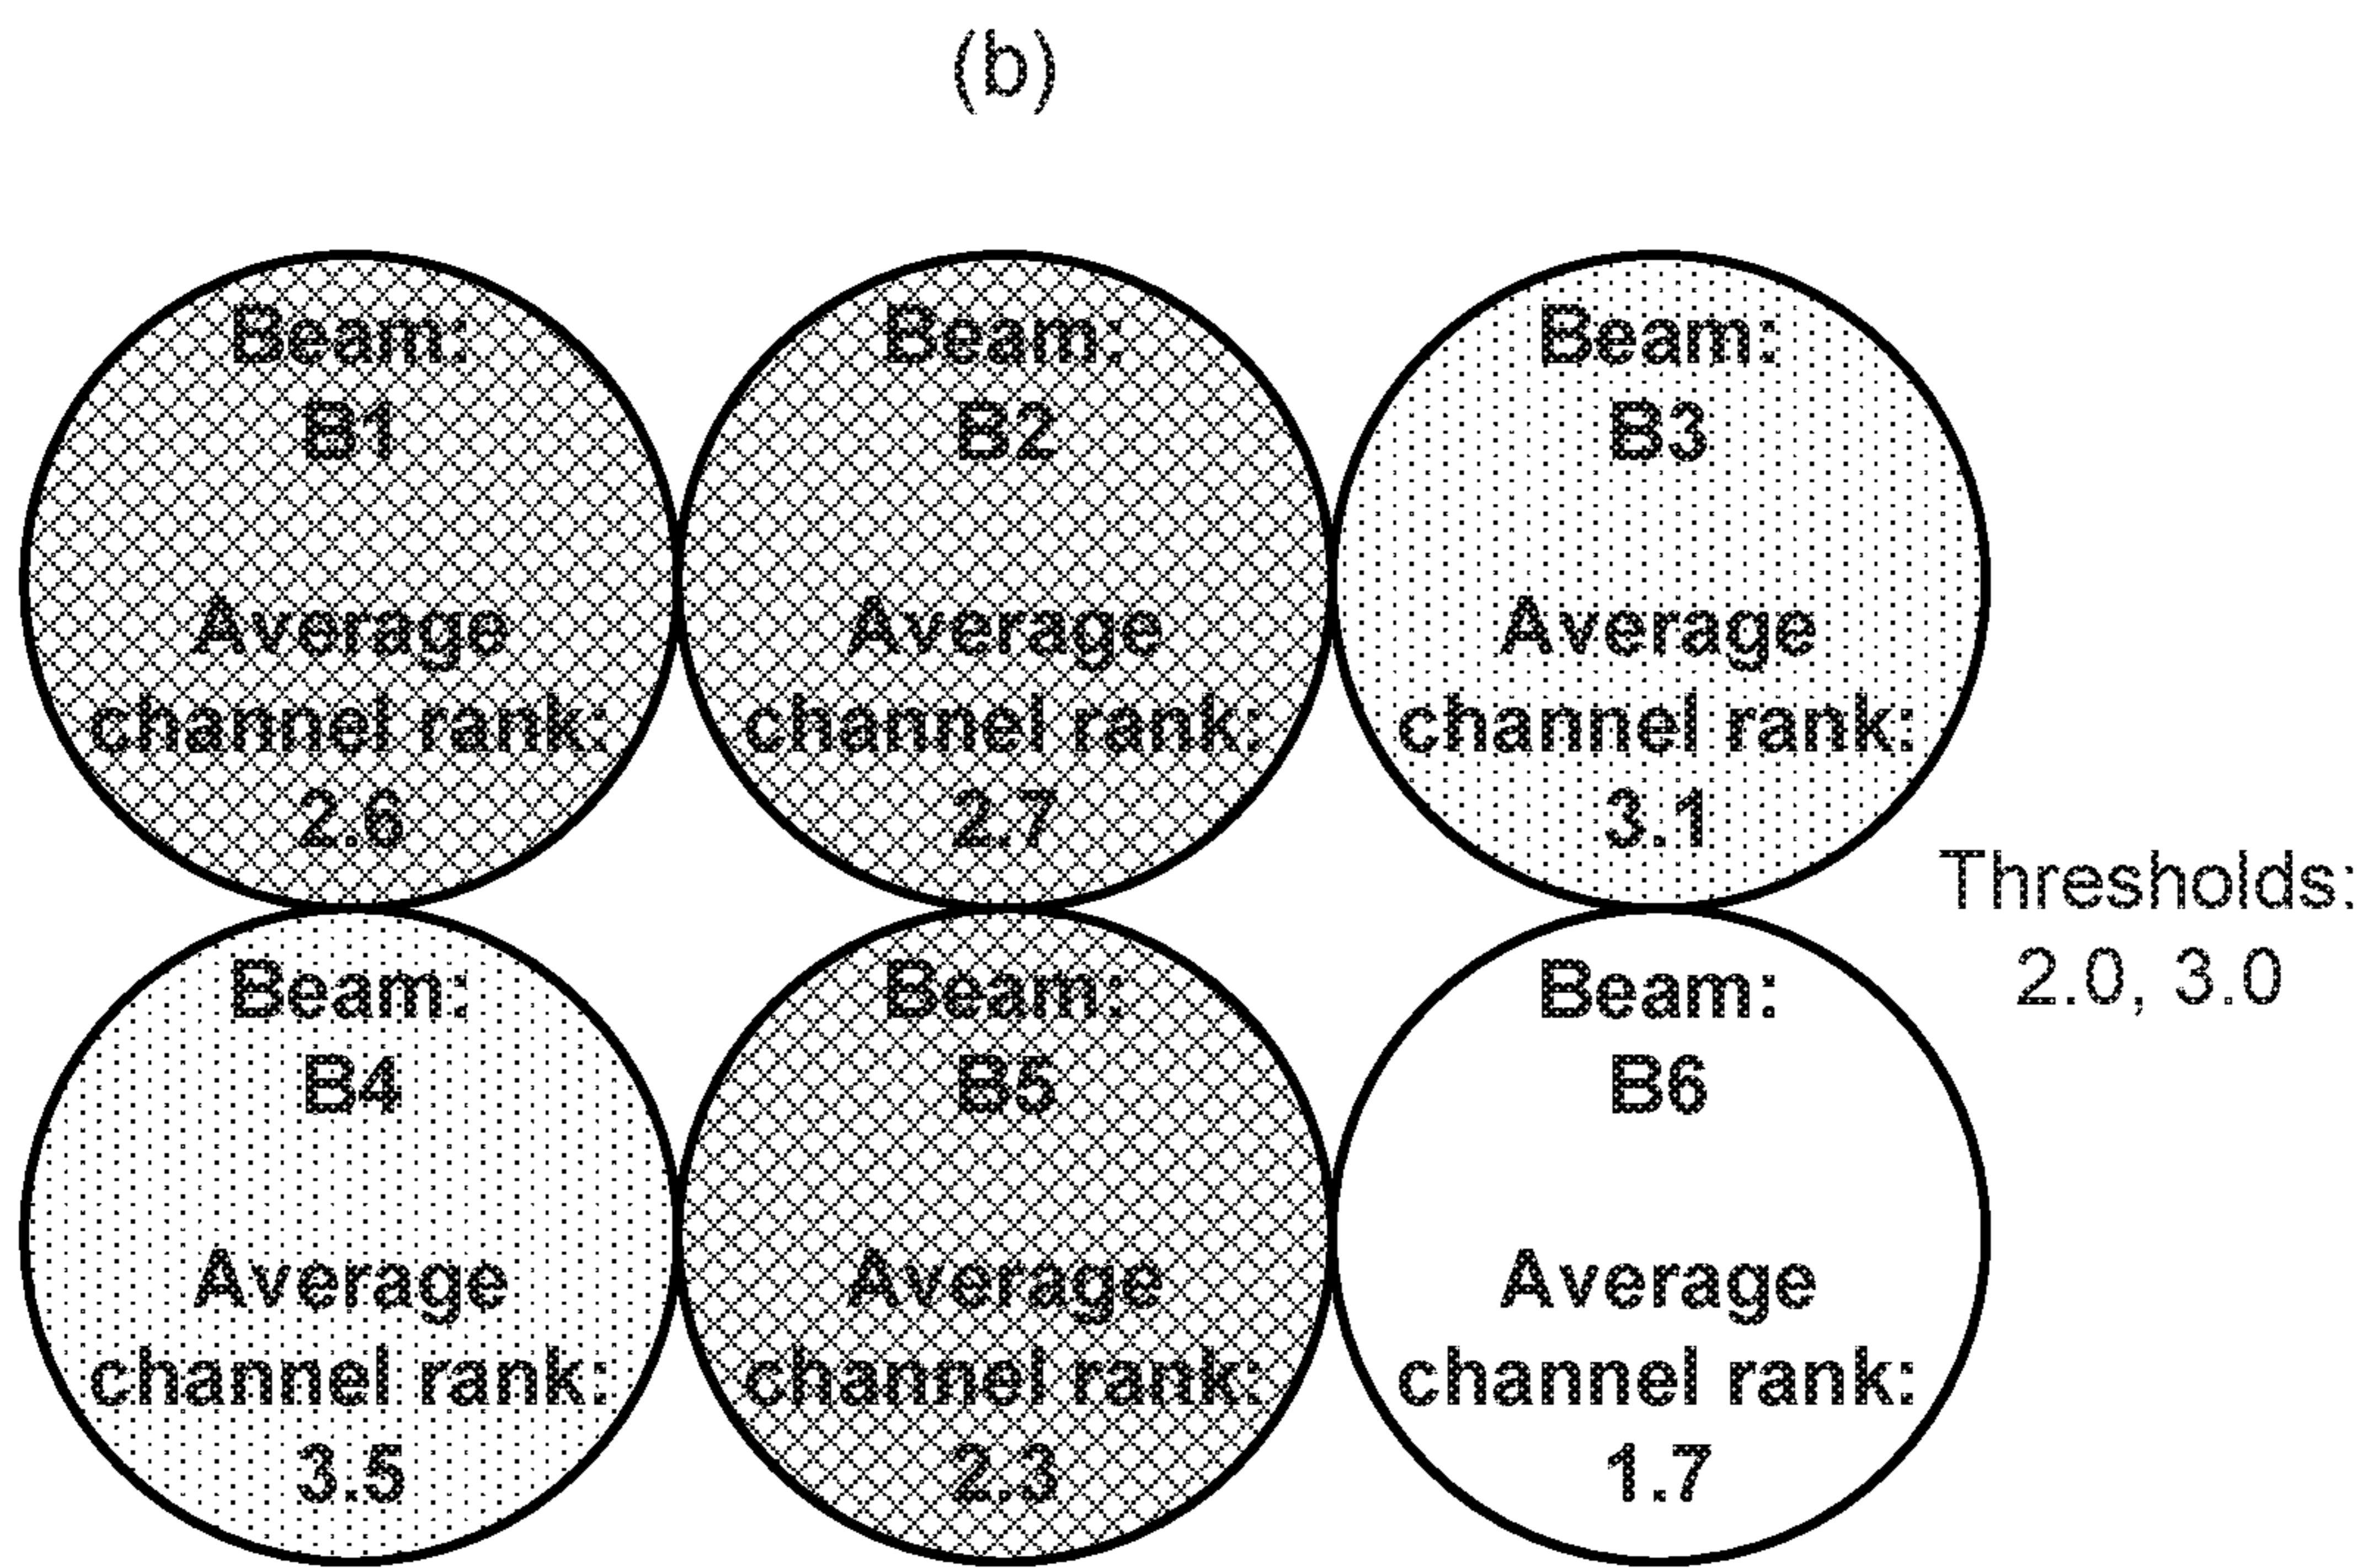 (b)
Beam:
B1
Average
channel rank:
2.6
Beam:
B2
Average
channel rank:
2.7
Beam:
B3
Average
channel rank:
3.1
Thresholds:
2.0, 3.0
Beam:
B4
Average
channel rank:
3.5
Beam:
B5
Average
channel rank:
2.3
Beam:
B6
Average
channel rank:
1.7